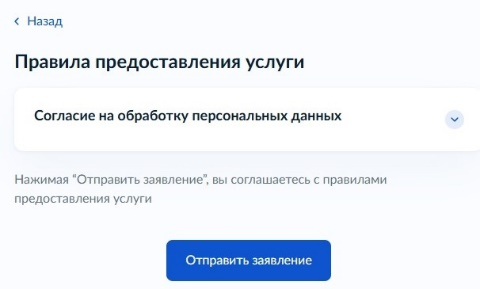 Назад
Правила предоставления услуги
Согласие на обработку персональных данных
Нажимая “Отправить заявление”, вы соглашаетесь с правилами
предоставления услуги
Отправить заявление